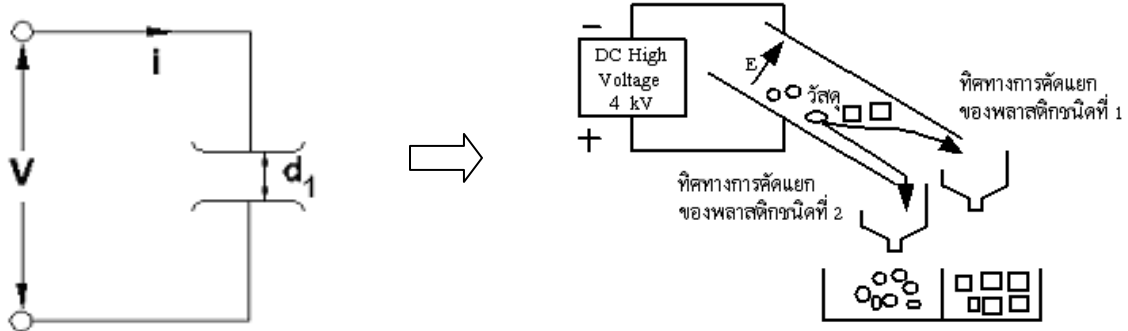 i
V
d1
−
DC High
Voltage
4 kV
+
E
วัสดุ
ทิศทางการคัดแยก
ของพลาสติกชนิดที่ 1
ทิศทางการคัดแยก
ของพลาสติกชนิดที่ 2